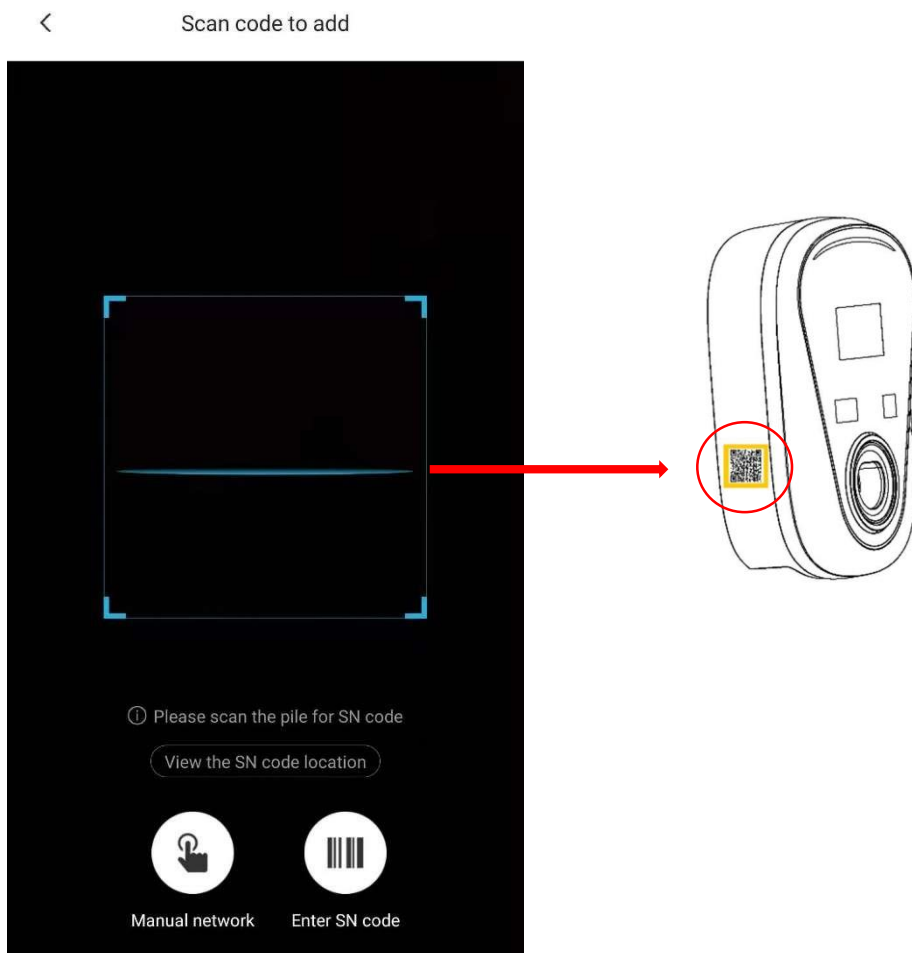 Scan code to add
Please scan the pile for SN code
View the SN code location
Manual network
Enter SN code